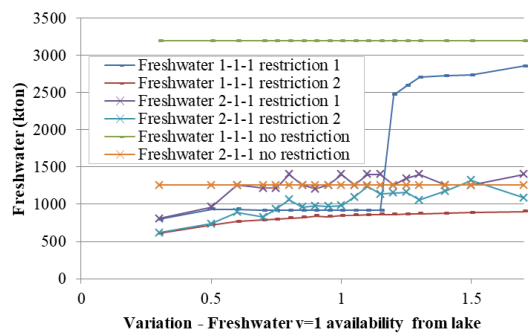 3500
3000
2500
2000
1500
1000
500
0
Freshwater (kton)
Freshwater 1-1-1 restriction 1
Freshwater 1-1-1 restriction 2
Freshwater 2-1-1 restriction 1
Freshwater 2-1-1 restriction 2
Freshwater 1-1-1 no restriction
Freshwater 2-1-1 no restriction
0 0.5 1 1.5
Variation - Freshwater v=1 availability from lake